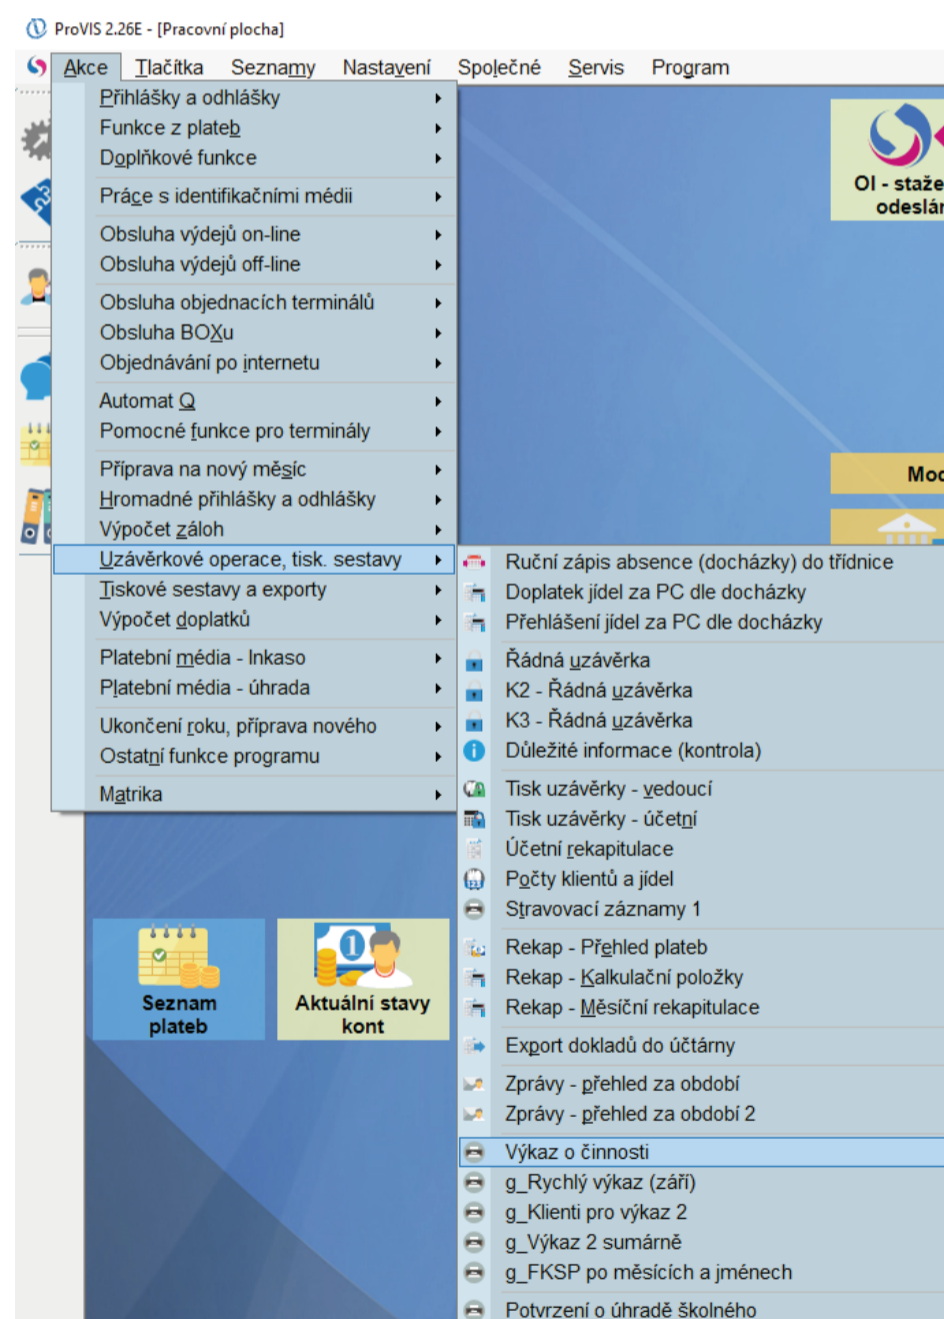 ProVIS 2.26E - [Pracovní plocha]
Akce Tlačítka Seznamy Nastavení Společné Servis Program
Přihlášky a odhlášky
Funkce z plateb
Doplňkové funkce
Práce s identifikačními médii
Obsluha výdejů on-line
Obsluha výdejů off-line
Obsluha objednacích terminálů
Obsluha BOXu
Objednávání po internetu
Automat Q
Pomocné funkce pro terminály
Příprava na nový měsíc
Hromadné přihlášky a odhlášky
Výpočet záloh
Uzávěrkové operace, tisk. sestavy
Tiskové sestavy a exporty
Výpočet doplatků
Platební média - Inkaso
Platební média - úhrada
Ukončení roku, příprava nového
Ostatní funkce programu
Matrika
OI - staže
odeslár
Mod
Ruční zápis absence (docházky) do třídnice
Doplatek jídel za PC dle docházky
Přehlášení jídel za PC dle docházky
Řádná uzávěrka
K2 - Řádná uzávěrka
K3 - Řádná uzávěrka
Důležité informace (kontrola)
Tisk uzávěrky - vedoucí
Tisk uzávěrky - účetní
Účetní rekapitulace
Počty klientů a jídel
Stravovací záznamy 1
Rekap - Přehled plateb
Rekap - Kalkulační položky
Rekap - Měsíční rekapitulace
Export dokladů do účtárny
Zprávy - přehled za období
Zprávy - přehled za období 2
Výkaz o činnosti
g_Rychlý výkaz (září)
g_Klienti pro výkaz 2
g_Výkaz 2 sumárně
g_FKSP po měsících a jménech
Potvrzení o úhradě školného
Seznam
plateb
Aktuální stavy
kont